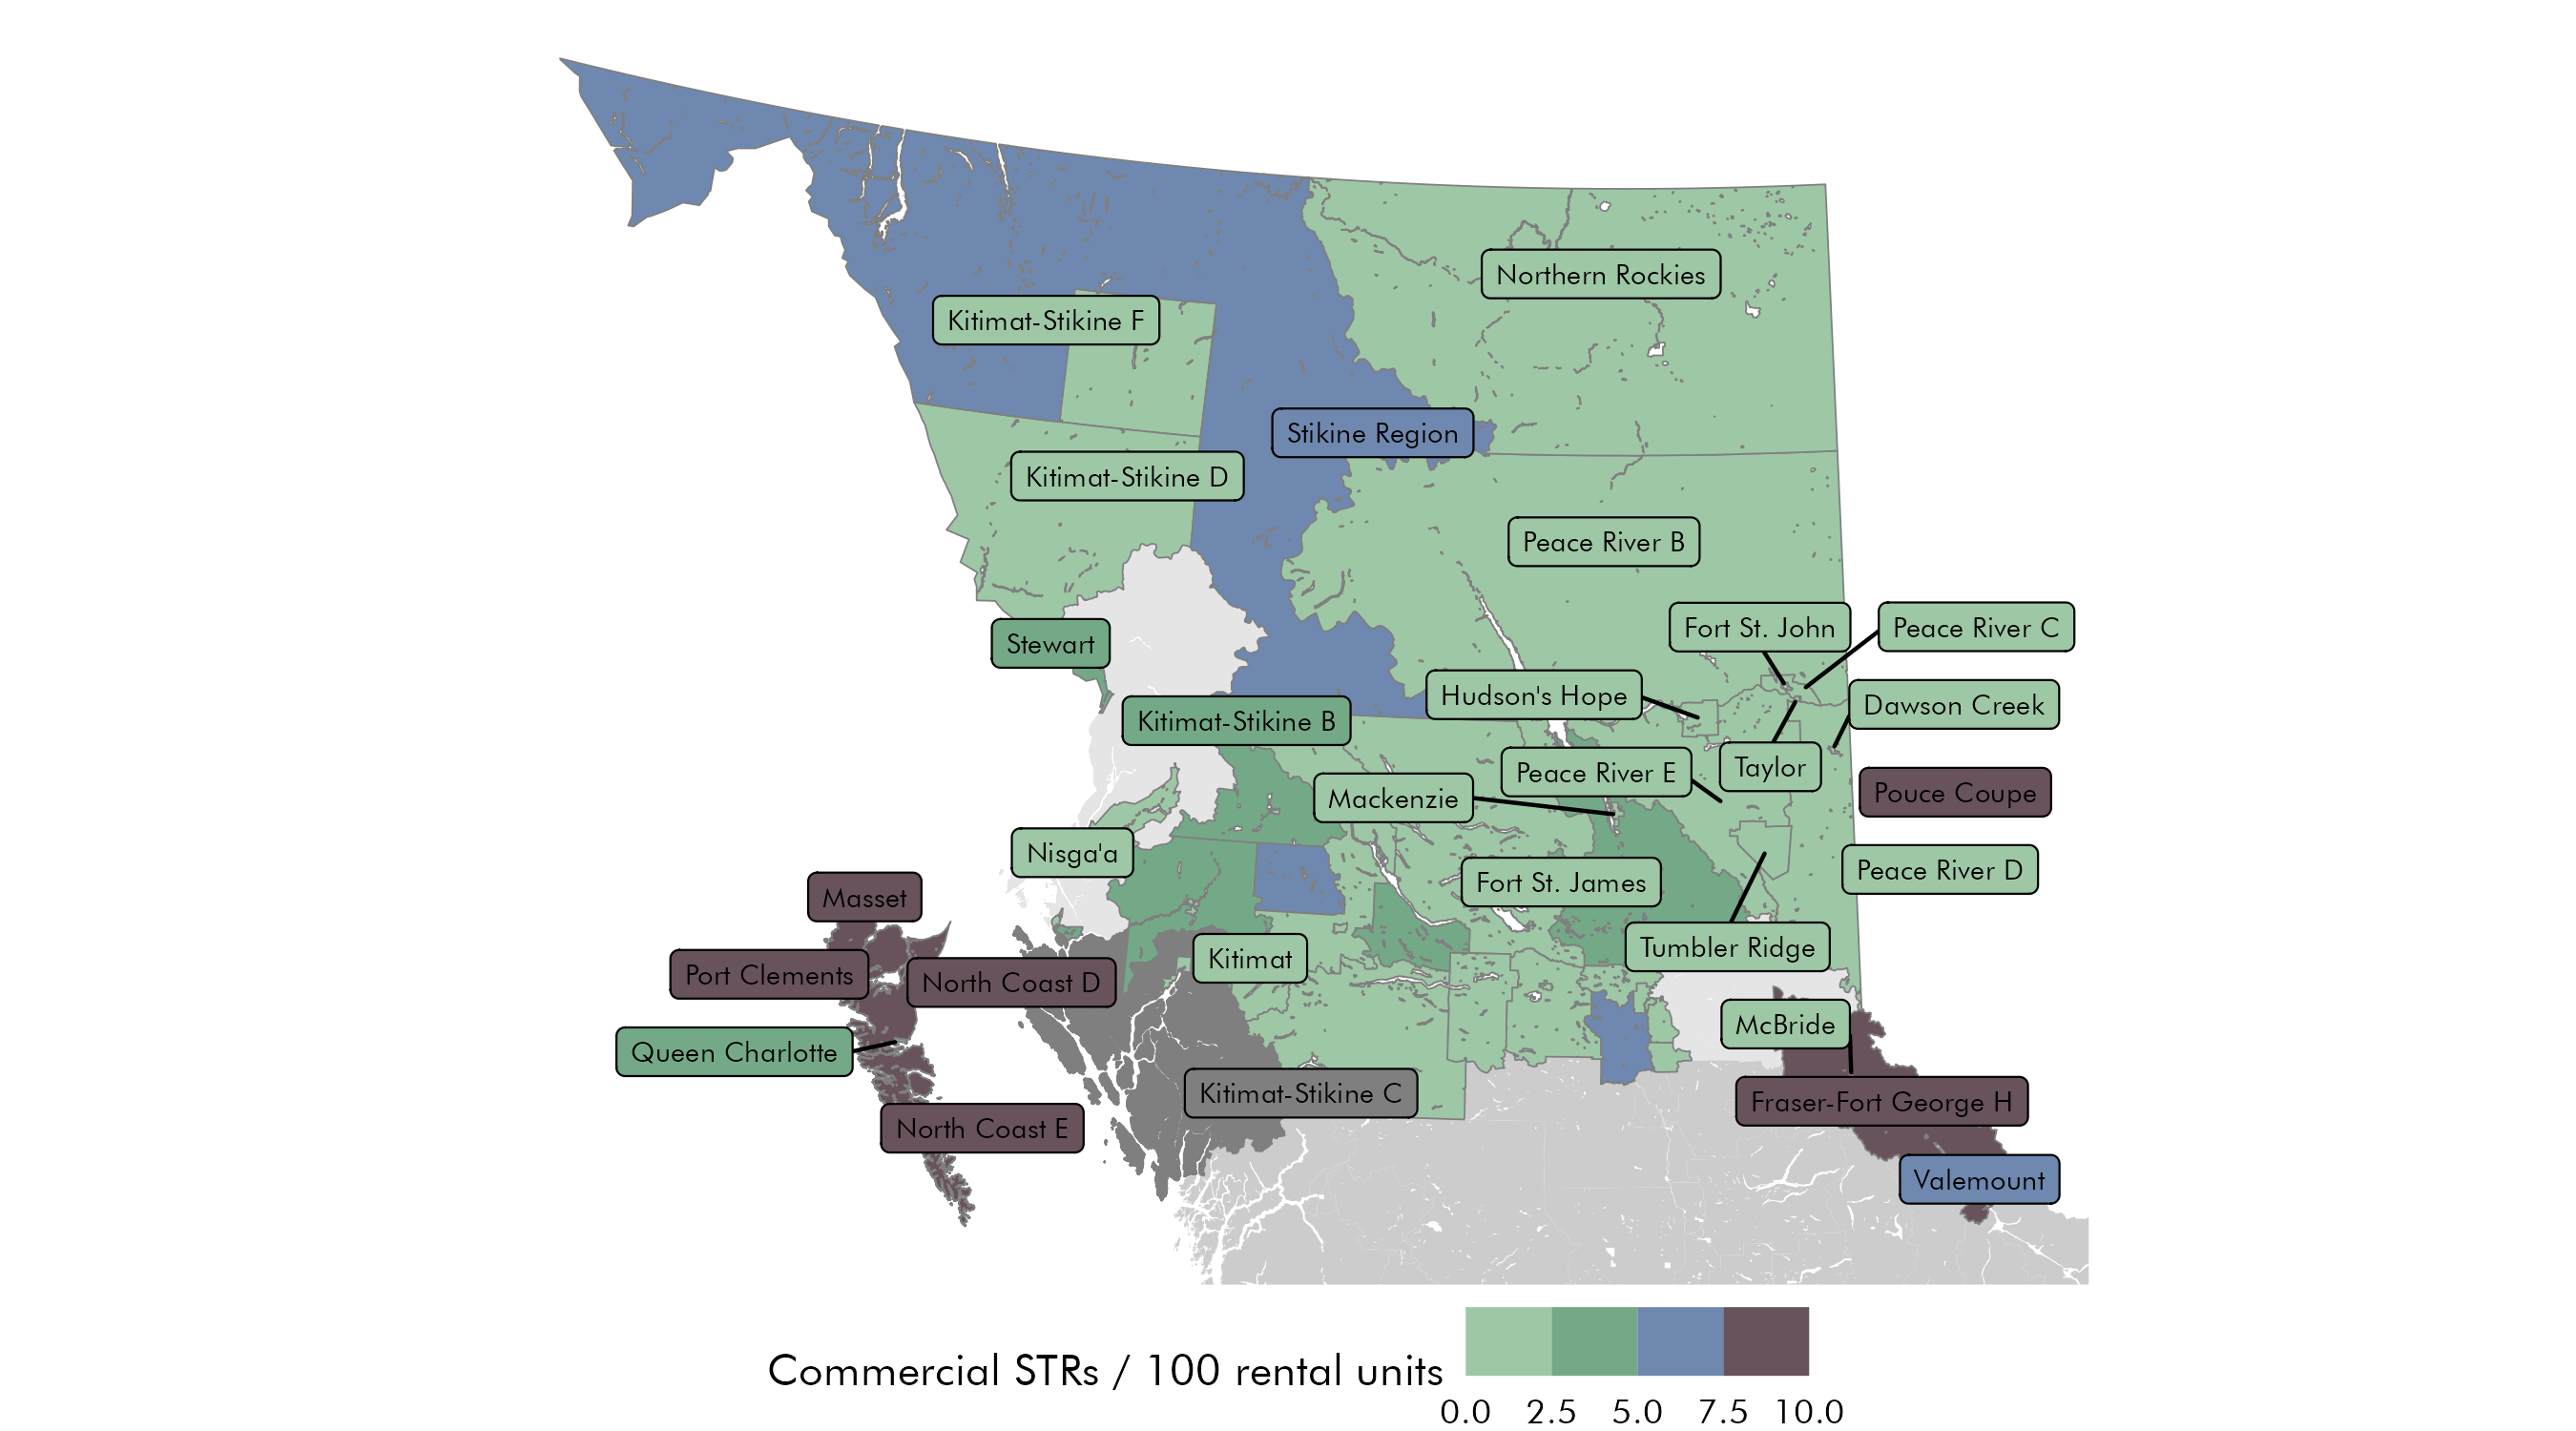 Northern Rockies
Kitimat-Stikine F
Stikine Region
Kitimat-Stikine D
Peace River B
Fort St. John
Peace River C
Stewart
Hudson's Hope
Dawson Creek
Kitimat-Stikine B
Peace River E
Taylor
Mackenzie
Pouce Coupe
Nisga'a
Fort St. James
Peace River D
Masset
Tumbler Ridge
Kitimat
Port Clements
North Coast D
McBride
Queen Charlotte
Kitimat-Stikine C
Fraser-Fort George H
North Coast E
Valemount
Commercial STRs / 100 rental units
0.0 2.5 5.0 7.5 10.0